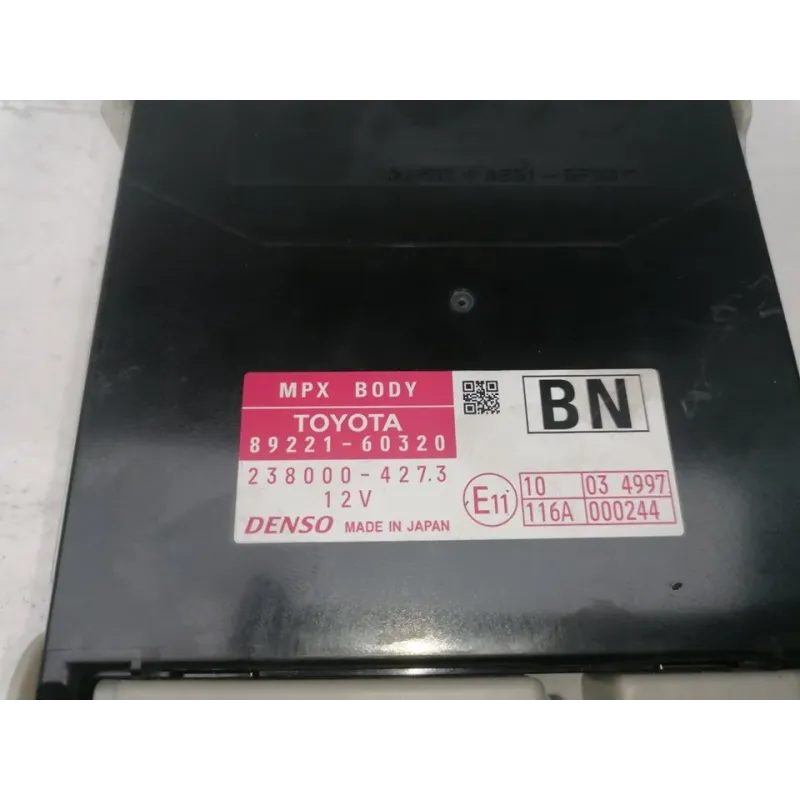 MPX BODY
TOYOTA
89221-60320
238000-427.3
12V
DENSO MADE IN JAPAN
BN
E11
10 03 4997
116A 000244